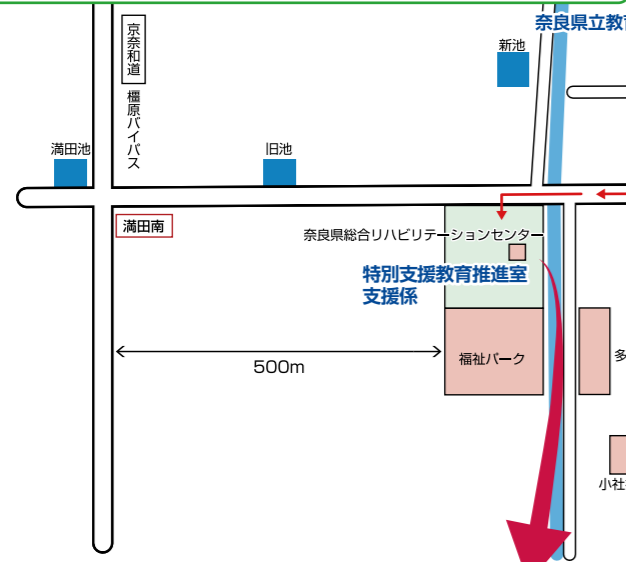 奈良県立教
京奈和道
橿原バイパス
新池
満田池
旧池
満田南
奈良県総合リハビリテーションセンター
特別支援教育推進室
支援係
500m
福祉パーク
多
小社